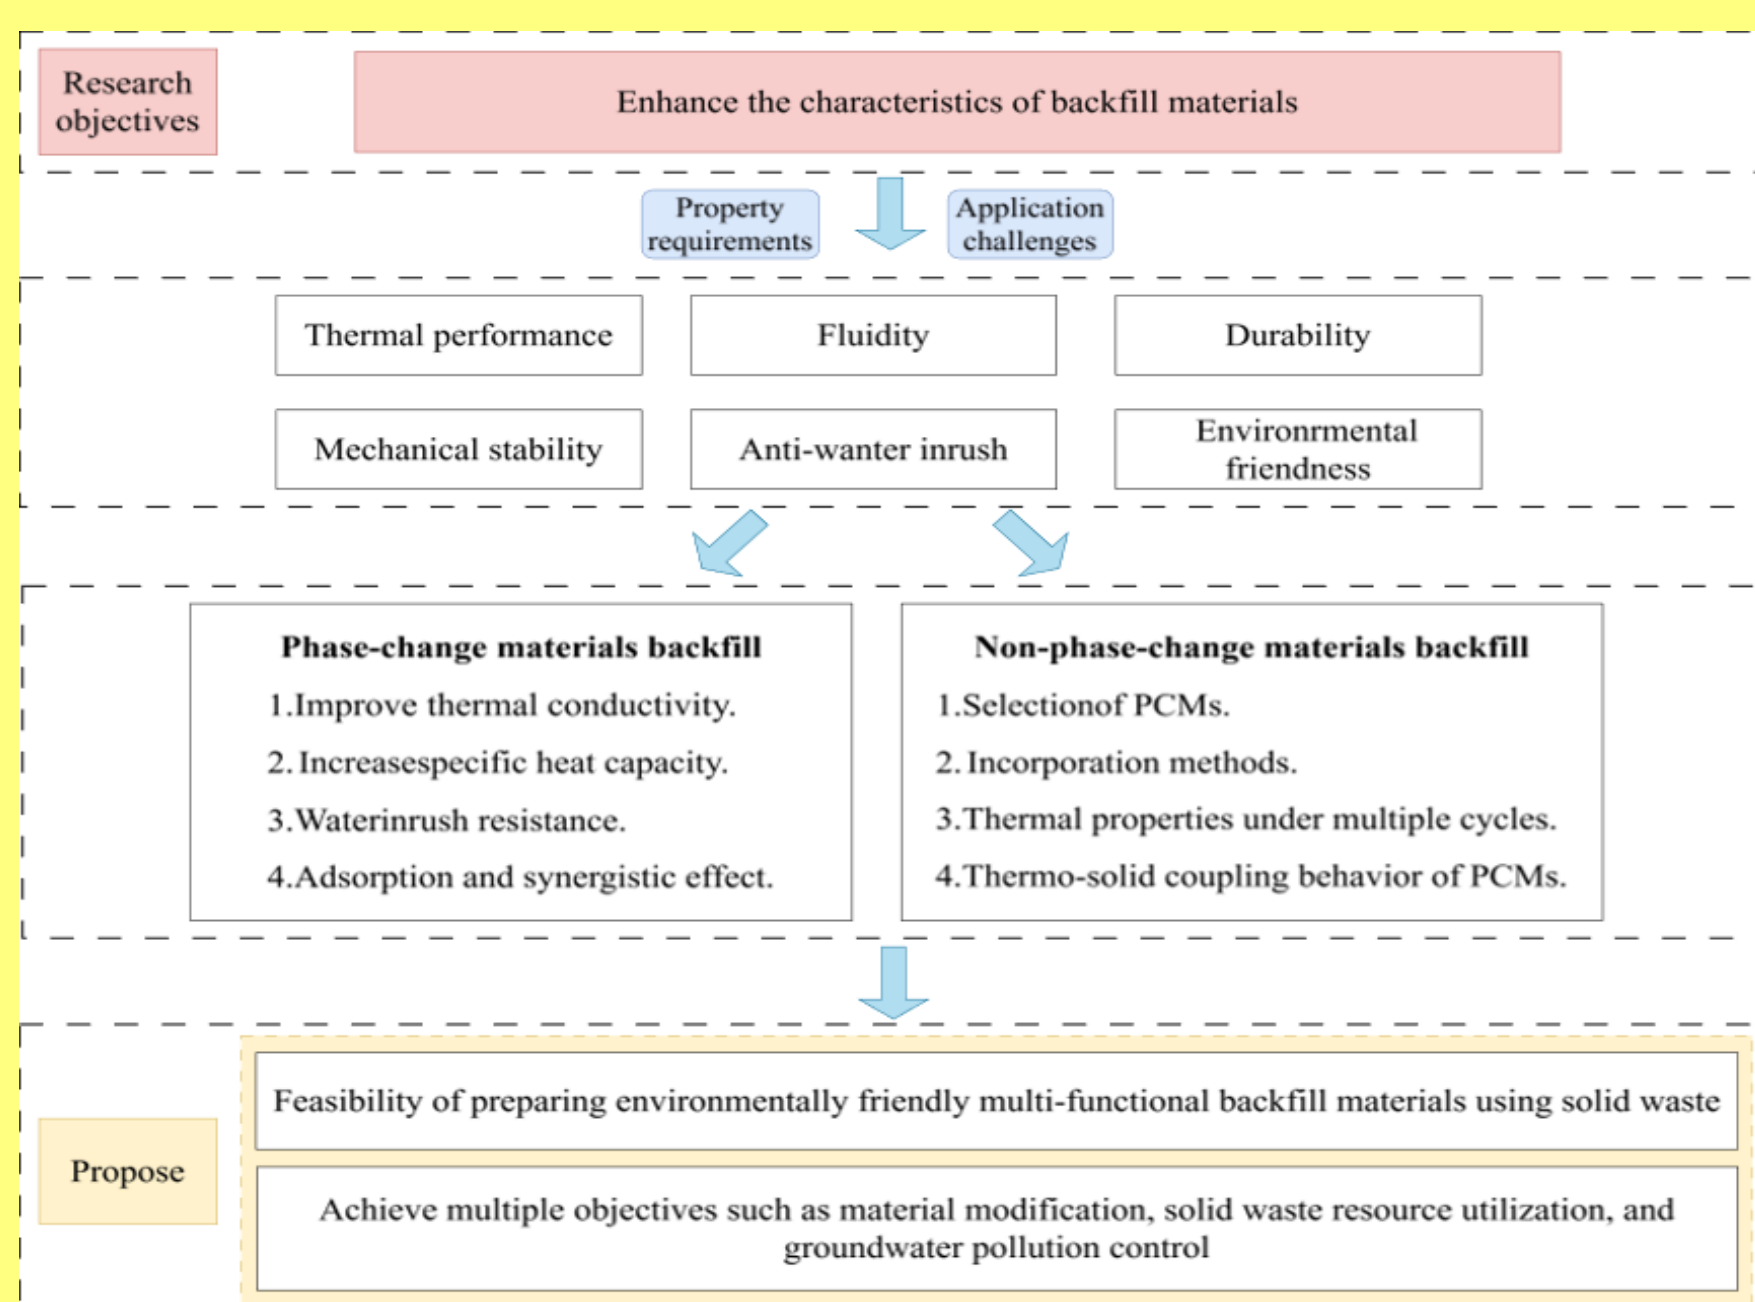 Research
objectives
Enhance the characteristics of backfill materials
Property
requirements
Application
challenges
Thermal performance
Fluidity
Durability
Mechanical stability
Anti-wanter inrush
Environrmental
friendness
Phase-change materials backfill
1.Improve thermal conductivity.
2.Increasespecific heat capacity.
3.Waterinrush resistance.
4.Adsorption and synergistic effect.
Non-phase-change materials backfill
1.Selectionof PCMs.
2.Incorporation methods.
3.Thermal properties under multiple cycles.
4.Thermo-solid coupling behavior of PCMs.
Propose
Feasibility of preparing environmentally friendly multi-functional backfill materials using solid waste
Achieve multiple objectives such as material modification, solid waste resource utilization, and
groundwater pollution control